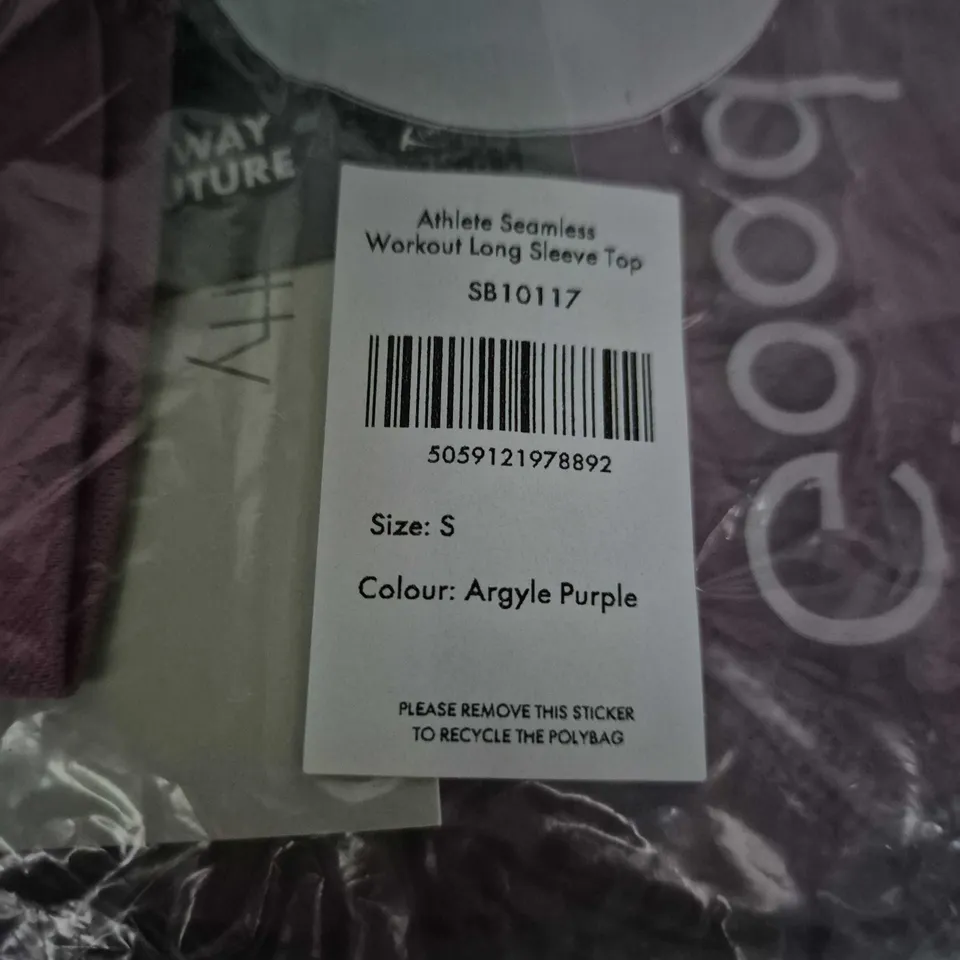 Athlete Seamless
Workout Long Sleeve Top
SB10117
5059121978892
Size: S
Colour: Argyle Purple
PLEASE REMOVE THIS STICKER
TO RECYCLE THE POLYBAG
WAY